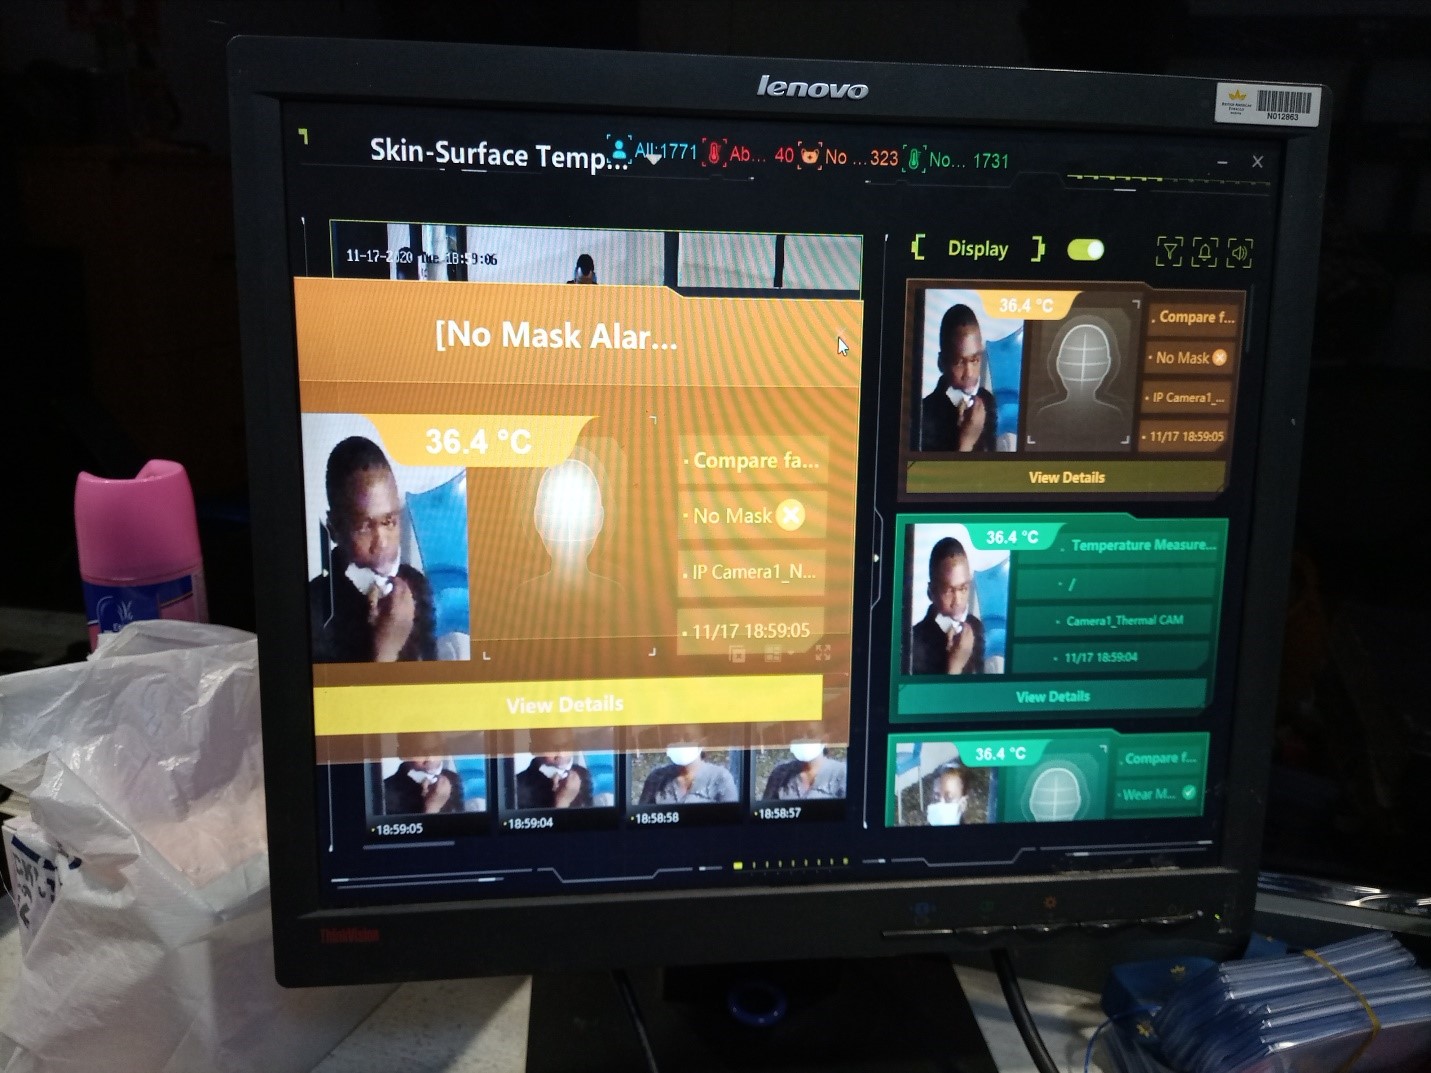 lenovo
N012863
Skin-Surface Temp...
All:1771
Ab... 40
No ...323
No... 1731
11-17-2020 Tue 18:59:06
Display
[No Mask Alar...
36.4 °C
Compare fa...
No Mask
IP Camera1_N...
11/17 18:59:05
View Details
18:59:05
18:59:04
18:58:58
18:58:57
36.4 °C
Compare f...
No Mask
IP Camera1_...
11/17 18:59:05
View Details
36.4 °C
Temperature Measure...
/
Camera1_Thermal CAM
11/17 18:59:04
View Details
36.4 °C
Compare f...
Wear M...
ThinkVision